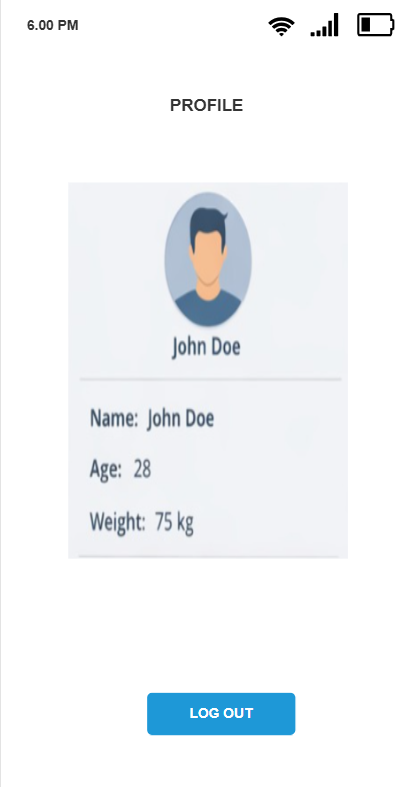 6.00 PM
PROFILE
John Doe
Name: John Doe
Age: 28
Weight: 75 kg
LOG OUT